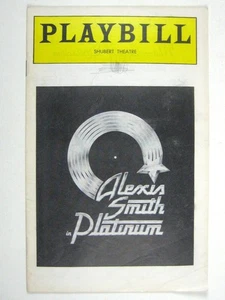 PLAYBILL
SHUBERT THEATRE
Alexis
Smith
in Platinum